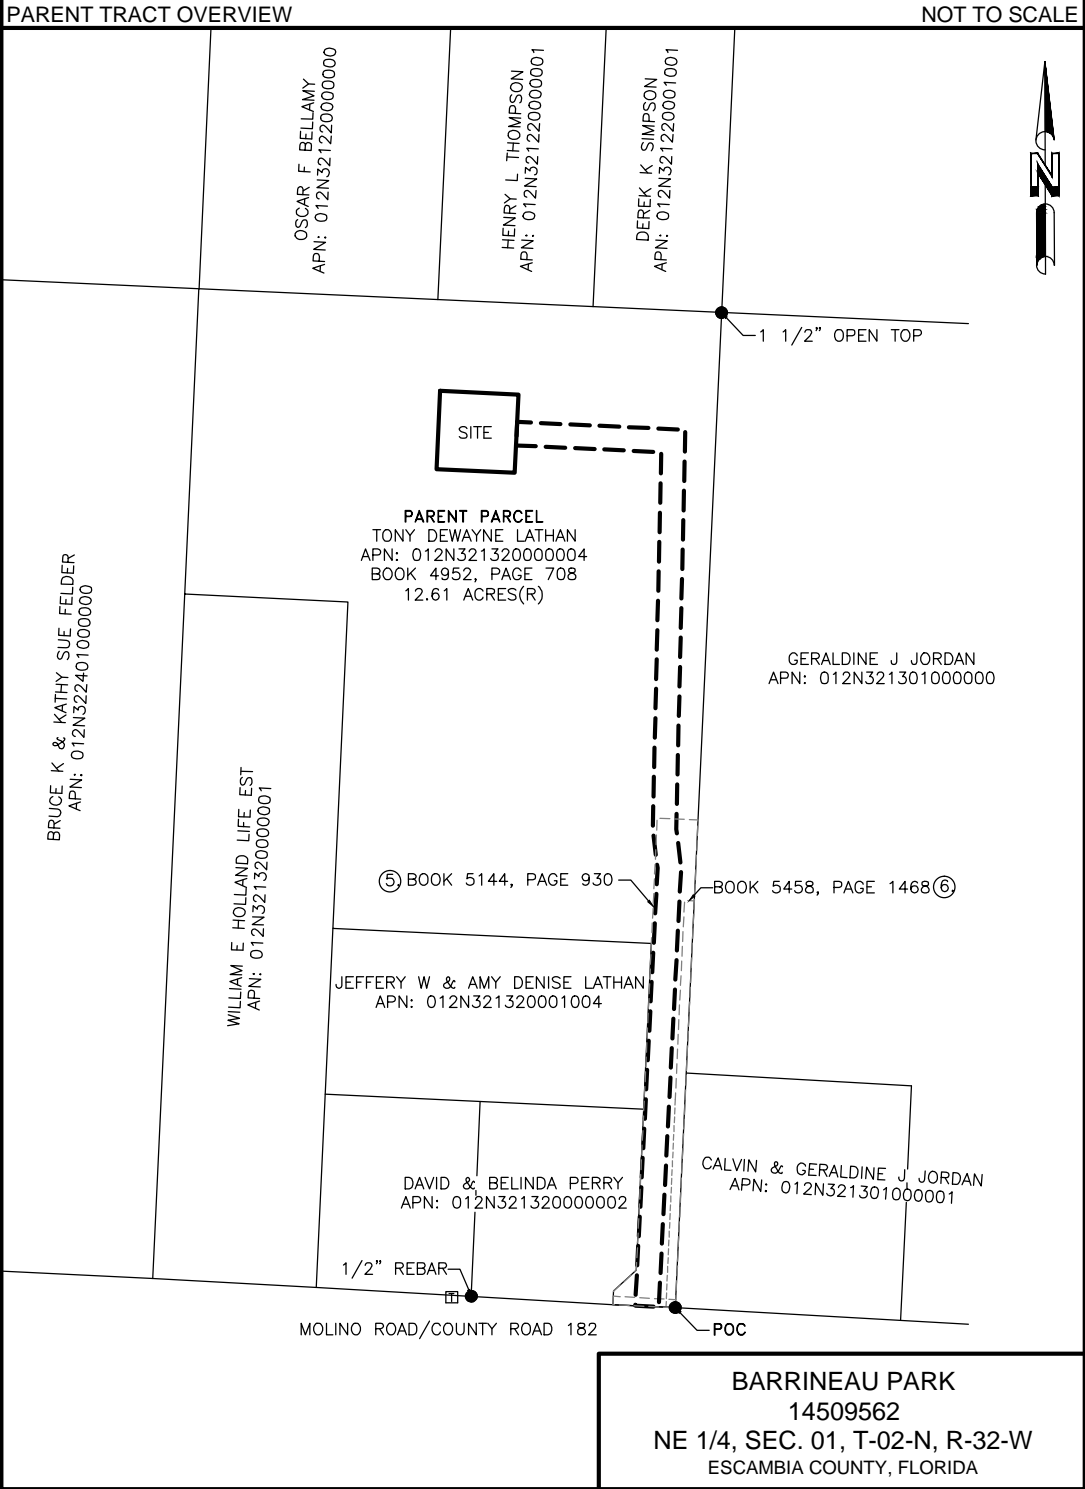 PARENT TRACT OVERVIEW
NOT TO SCALE
OSCAR F BELLAMY
APN: 012N321220000000
HENRY L THOMPSON
APN: 012N321220000001
DEREK K SIMPSON
APN: 012N321220001001
N
1 1/2" OPEN TOP
SITE
PARENT PARCEL
TONY DEWAYNE LATHAN
APN: 012N321320000004
BOOK 4952, PAGE 708
12.61 ACRES(R)
BRUCE K & KATHY SUE FELDER
APN: 012N322401000000
GERALDINE J JORDAN
APN: 012N321301000000
WILLIAM E HOLLAND LIFE EST
APN: 012N321320000001
5 BOOK 5144, PAGE 930
BOOK 5458, PAGE 1468 6
JEFFERY W & AMY DENISE LATHAN
APN: 012N321320001004
DAVID & BELINDA PERRY
APN: 012N321320000002
CALVIN & GERALDINE J JORDAN
APN: 012N321301000001
1/2" REBAR
T
MOLINO ROAD/COUNTY ROAD 182
POC
BARRINEAU PARK
14509562
NE 1/4, SEC. 01, T-02-N, R-32-W
ESCAMBIA COUNTY, FLORIDA